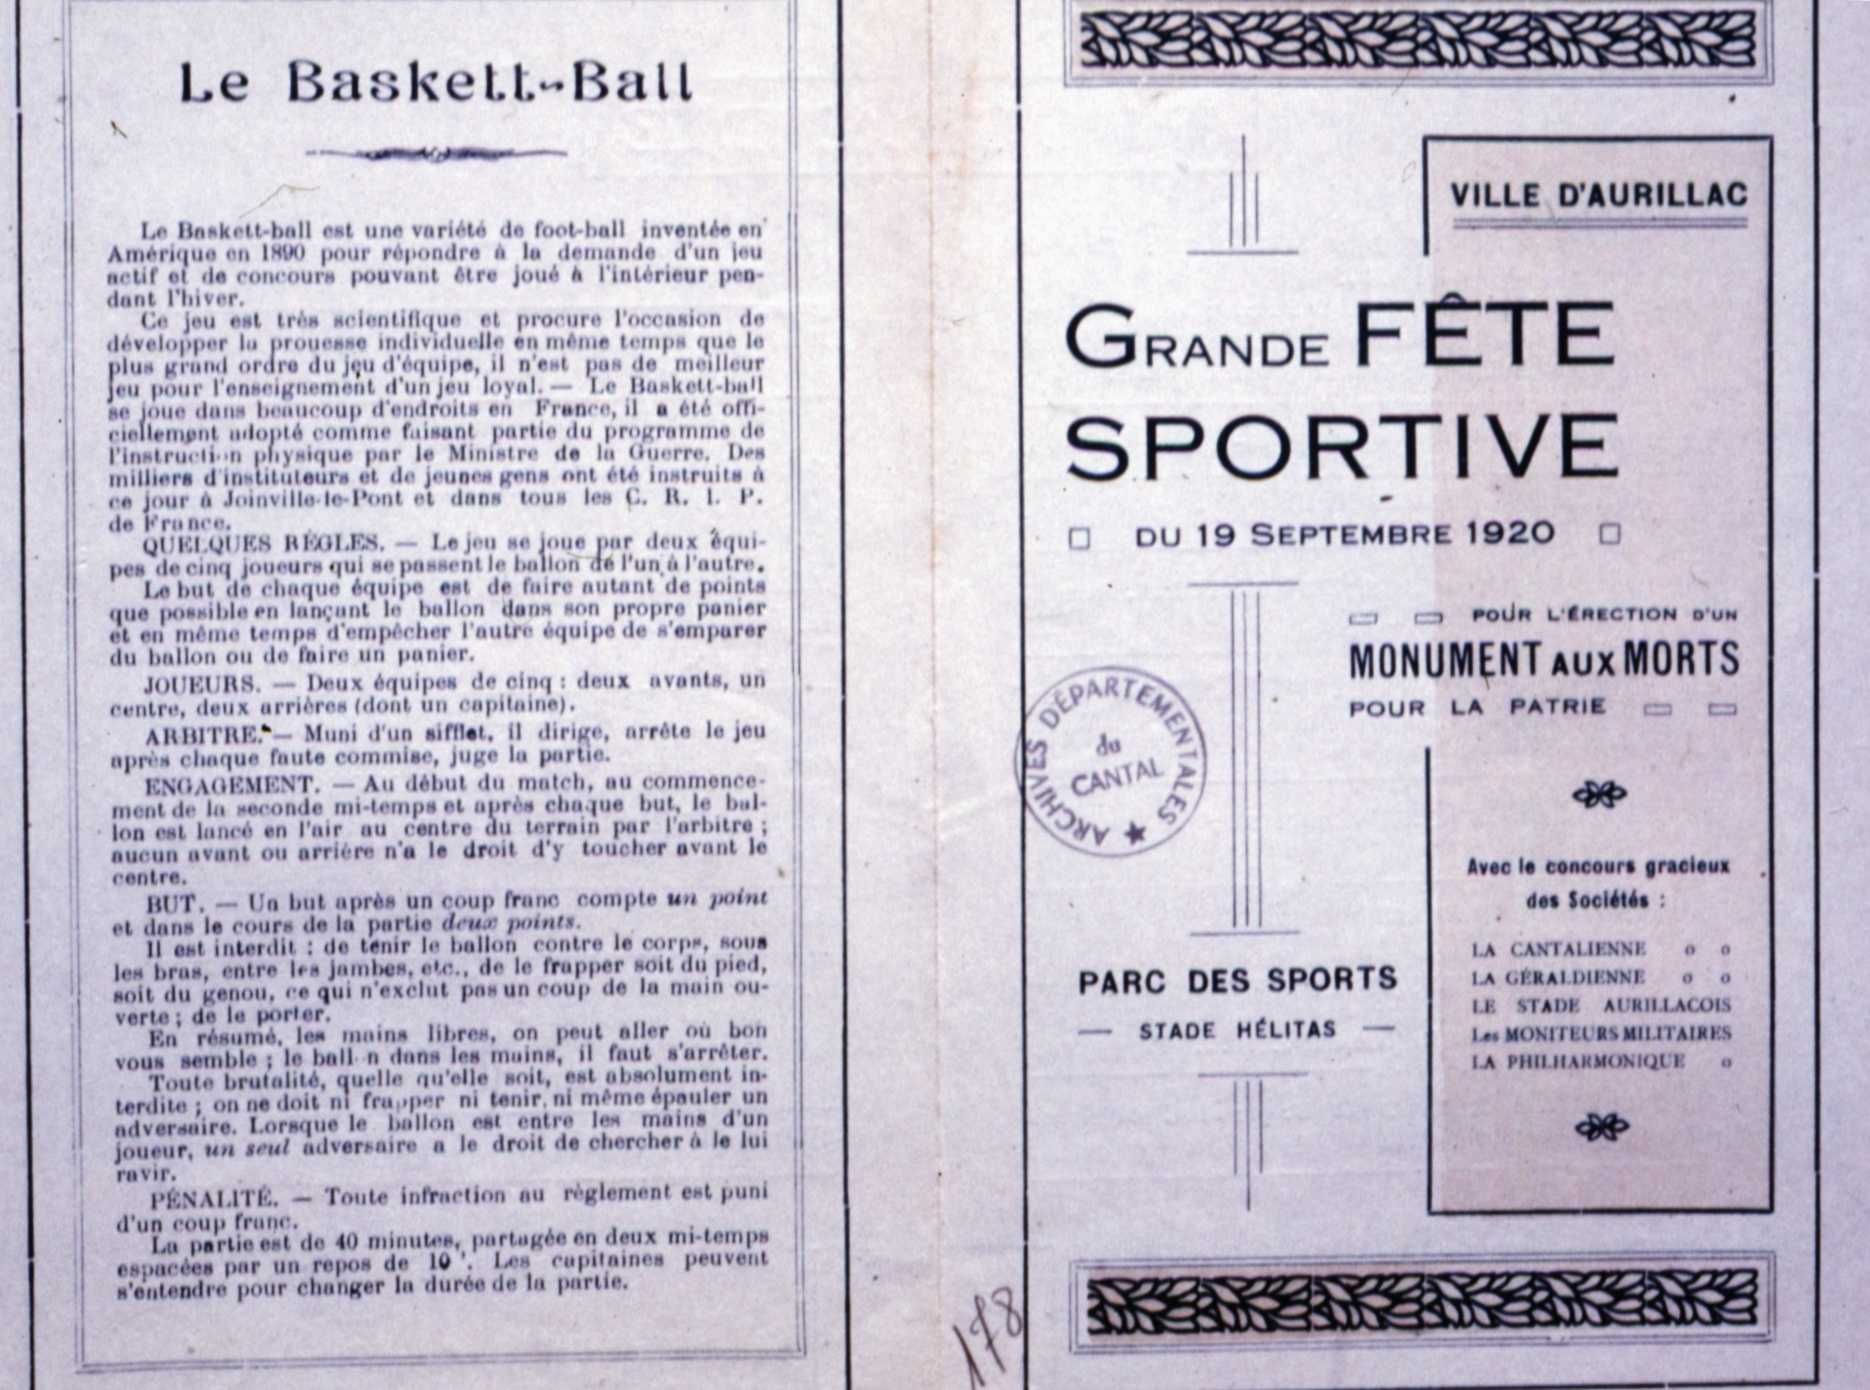 Le Baskett-Ball
Le Baskett-ball est une variété de foot-ball inventée en
Amérique en 1890 pour répondre à la demande d'un jeu
actif et de concours pouvant être joué à l'intérieur pen-
dant l'hiver.
Ce jeu est très scientifique et procure l'occasion de
développer la prouesse individuelle en même temps que le
plus grand ordre du jeu d'équipe, il n'est pas de meilleur
jeu pour l'enseignement d'un jeu loyal. — Le Baskett-ball
se joue dans beaucoup d'endroits en France, il a été offi-
ciellement adopté comme faisant partie du programme de
l'instruction physique par le Ministre de la Guerre. Des
milliers d'instituteurs et de jeunes gens ont été instruits à
ce jour à Joinville-le-Pont et dans tous les C. R. I. P.
de France.
QUELQUES RÈGLES. — Le jeu se joue par deux équi-
pes de cinq joueurs qui se passent le ballon de l'un à l'autre.
Le but de chaque équipe est de faire autant de points
que possible en lançant le ballon dans son propre panier
et en même temps d'empêcher l'autre équipe de s'emparer
du ballon ou de faire un panier.
JOUEURS. — Deux équipes de cinq : deux avants, un
centre, deux arrières (dont un capitaine).
ARBITRE. — Muni d'un sifflet, il dirige, arrête le jeu
après chaque faute commise, juge la partie.
ENGAGEMENT. — Au début du match, au commence-
ment de la seconde mi-temps et après chaque but, le bal-
lon est lancé en l'air au centre du terrain par l'arbitre ;
aucun avant ou arrière n'a le droit d'y toucher avant le
centre.
BUT. — Un but après un coup franc compte un point
et dans le cours de la partie deux points.
Il est interdit : de tenir le ballon contre le corps, sous
les bras, entre les jambes, etc., de le frapper soit du pied,
soit du genou, ce qui n'exclut pas un coup de la main ou-
verte ; de le porter.
En résumé, les mains libres, on peut aller où bon
vous semble ; le ball n dans les mains, il faut s'arrêter.
Toute brutalité, quelle qu'elle soit, est absolument in-
terdite ; on ne doit ni frapper ni tenir, ni même épauler un
adversaire. Lorsque le ballon est entre les mains d'un
joueur, un seul adversaire a le droit de chercher à le lui
ravir.
PÉNALITÉ. — Toute infraction au règlement est puni
d'un coup franc.
La partie est de 40 minutes, partagée en deux mi-temps
espacées par un repos de 10'. Les capitaines peuvent
s'entendre pour changer la durée de la partie.
178
VILLE D'AURILLAC
GRANDE FÊTE
SPORTIVE
DU 19 SEPTEMBRE 1920
POUR L'ÉRECTION D'UN
MONUMENT AUX MORTS
POUR LA PATRIE
ARCHIVES DÉPARTEMENTALES
du
CANTAL
Avec le concours gracieux
des Sociétés :
LA CANTALIENNE o o
LA GÉRALDIENNE o o
LE STADE AURILLACOIS
Les MONITEURS MILITAIRES
LA PHILHARMONIQUE o
PARC DES SPORTS
— STADE HÉLITAS —